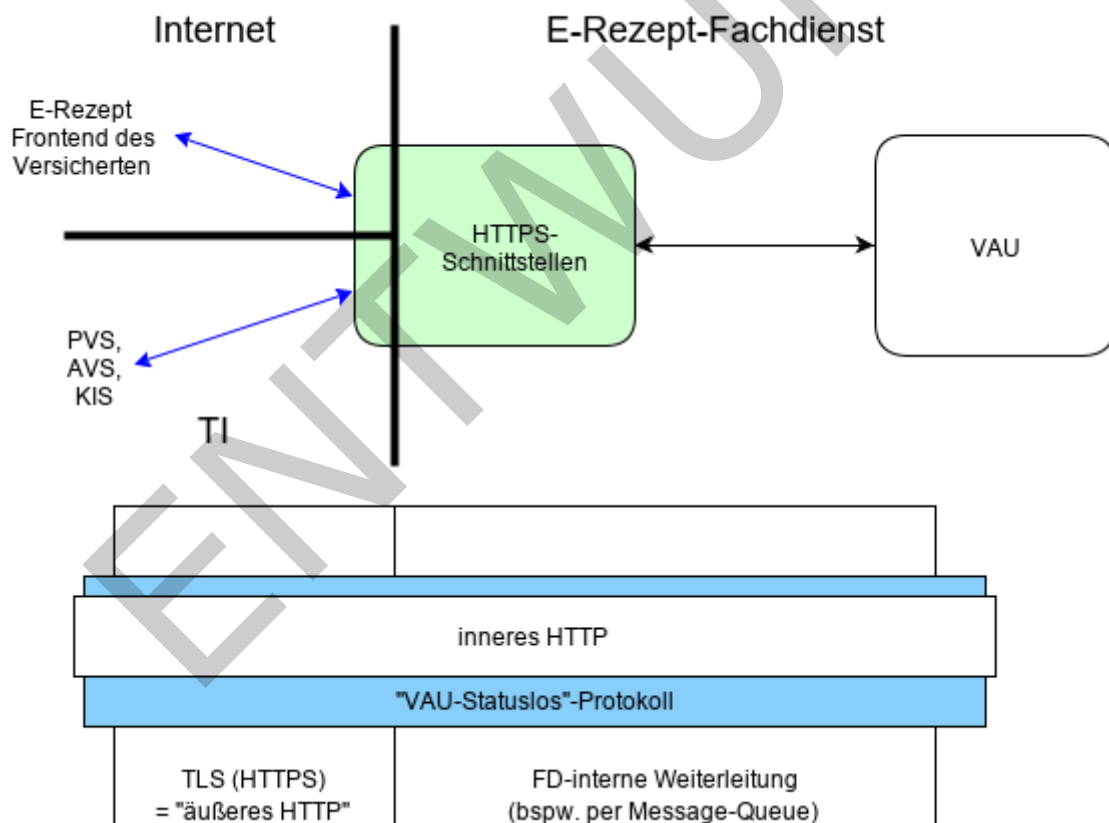 Internet
E-Rezept-Fachdienst
E-Rezept
Frontend des
Versicherten
HTTPS-
Schnittstellen
VAU
PVS,
AVS,
KIS
TI
inneres HTTP
"VAU-Statuslos"-Protokoll
TLS (HTTPS)
= "äußeres HTTP"
FD-interne Weiterleitung
(bspw. per Message-Queue)
ENTWU